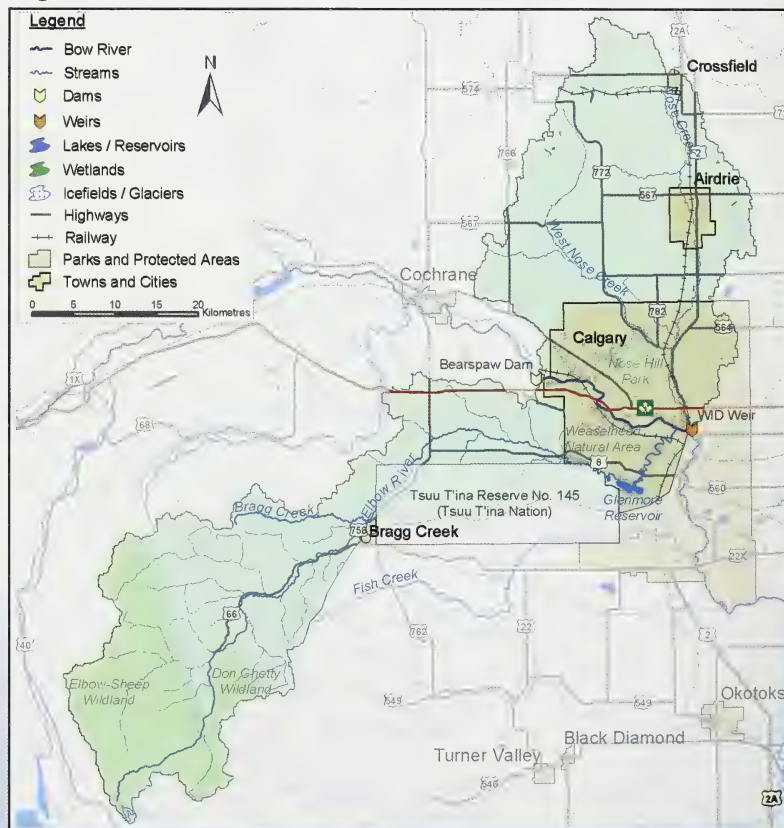 Legend
Bow River
Streams
Dams
Weirs
Lakes / Reservoirs
Wetlands
Icefields / Glaciers
Highways
Railway
Parks and Protected Areas
Towns and Cities
0 5 10 15 20
Kilometres
N
2A
Crossfield
574
Nose Creek
766
772
2
Airdrie
567
567
West Nose Creek
Cochrane
782
564
Calgary
Nose Hill
Park
Bearspaw Dam
1X
WID Weir
68
Weaselhead
Natural Area
8
Elbow River
560
Tsuu T'ina Reserve No. 145
(Tsuu T'ina Nation)
Glenmore
Reservoir
Bragg Creek
758
Bragg Creek
22X
Fish Creek
66
762
22
2
40
Elbow-Sheep
Wildland
Don Ghetty
Wildland
549
549
Okotoks
Black Diamond
Turner Valley
546
2A